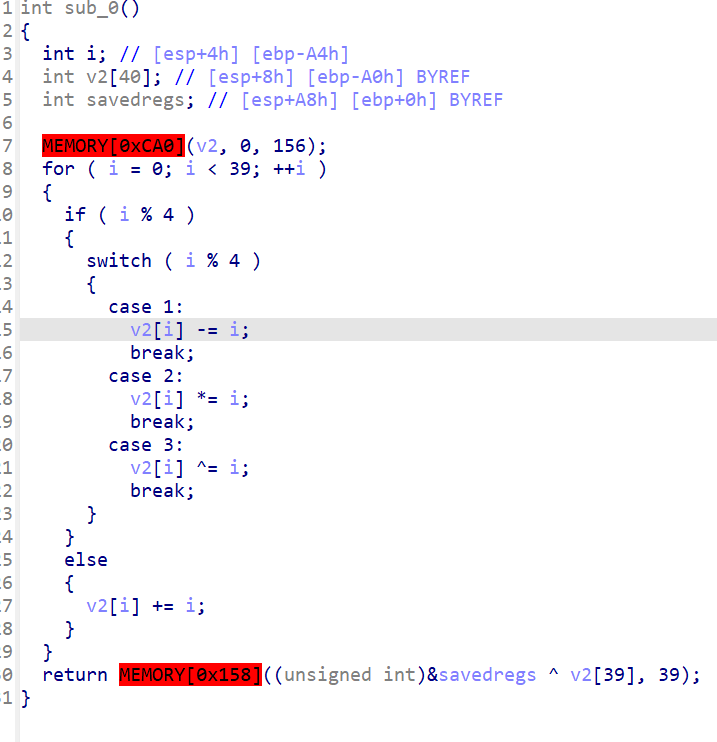 1 int sub_0()
2 {
3   int i; // [esp+4h] [ebp-A4h]
4   int v2[40]; // [esp+8h] [ebp-A0h] BYREF
5   int savedregs; // [esp+A8h] [ebp+0h] BYREF
6
7   MEMORY[0xCA0](v2, 0, 156);
8   for ( i = 0; i < 39; ++i )
9   {
0     if ( i % 4 )
1     {
2       switch ( i % 4 )
3       {
4         case 1:
5           v2[i] -= i;
6           break;
7         case 2:
8           v2[i] *= i;
9           break;
0         case 3:
1           v2[i] ^= i;
2           break;
3       }
4     }
5     else
6     {
7       v2[i] += i;
8     }
9   }
0   return MEMORY[0x158]((unsigned int)&savedregs ^ v2[39], 39);
1 }